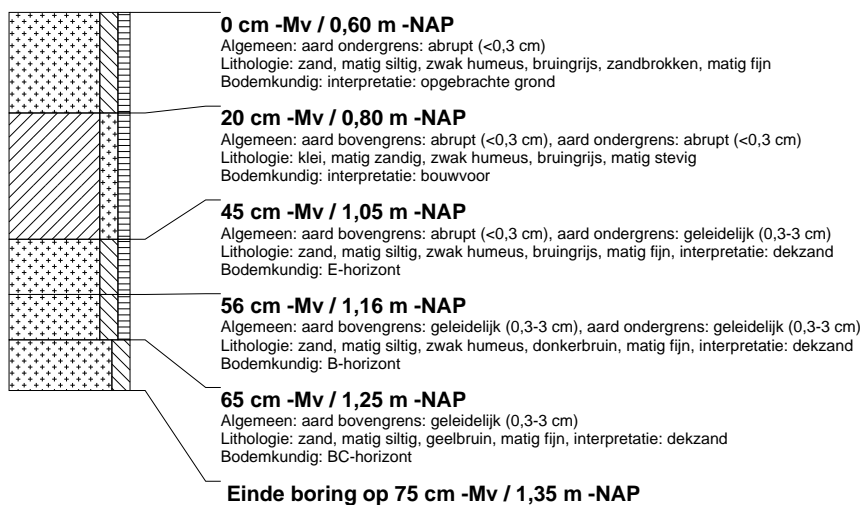 0 cm -Mv / 0,60 m -NAP
Algemeen: aard ondergrens: abrupt (<0,3 cm)
Lithologie: zand, matig siltig, zwak humeus, bruingrijs, zandbrokken, matig fijn
Bodemkundig: interpretatie: opgebrachte grond
20 cm -Mv / 0,80 m -NAP
Algemeen: aard bovengrens: abrupt (<0,3 cm), aard ondergrens: abrupt (<0,3 cm)
Lithologie: klei, matig zandig, zwak humeus, bruingrijs, matig stevig
Bodemkundig: interpretatie: bouwvoor
45 cm -Mv / 1,05 m -NAP
Algemeen: aard bovengrens: abrupt (<0,3 cm), aard ondergrens: geleidelijk (0,3-3 cm)
Lithologie: zand, matig siltig, zwak humeus, bruingrijs, matig fijn, interpretatie: dekzand
Bodemkundig: E-horizont
56 cm -Mv / 1,16 m -NAP
Algemeen: aard bovengrens: geleidelijk (0,3-3 cm), aard ondergrens: geleidelijk (0,3-3 cm)
Lithologie: zand, matig siltig, zwak humeus, donkerbruin, matig fijn, interpretatie: dekzand
Bodemkundig: B-horizont
65 cm -Mv / 1,25 m -NAP
Algemeen: aard bovengrens: geleidelijk (0,3-3 cm)
Lithologie: zand, matig siltig, geelbruin, matig fijn, interpretatie: dekzand
Bodemkundig: BC-horizont
Einde boring op 75 cm -Mv / 1,35 m -NAP